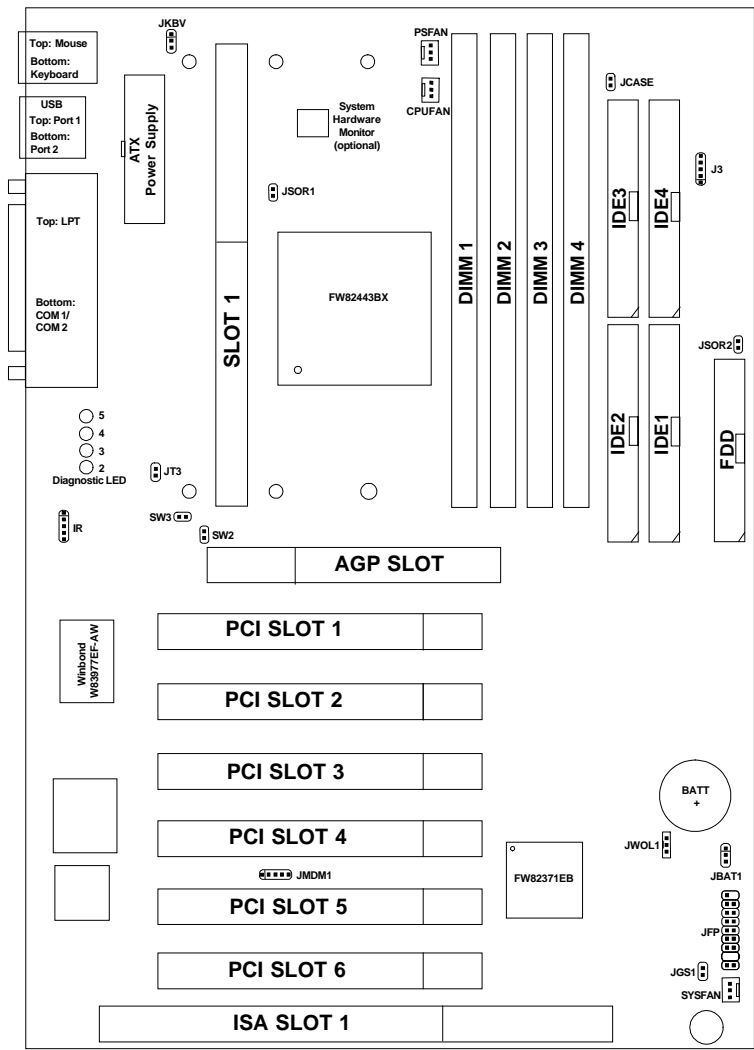 JKBV
Top: Mouse
Bottom:
Keyboard
USB
Top: Port 1
Bottom:
Port 2
ATX
Power Supply
PSFAN
CPUFAN
System
Hardware
Monitor
(optional)
JSOR1
JCASE
J3
Top: LPT
Bottom:
COM 1/
COM 2
SLOT 1
FW82443BX
DIMM 1
DIMM 2
DIMM 3
DIMM 4
IDE3
IDE4
JSOR2
IDE2
IDE1
FDD
5
4
3
2
Diagnostic LED
JT3
IR
SW3
SW2
AGP SLOT
PCI SLOT 1
Winbond
W83977EF-AW
PCI SLOT 2
PCI SLOT 3
BATT
+
PCI SLOT 4
JWOL1
JMDM1
FW82371EB
JBAT1
PCI SLOT 5
JFP
PCI SLOT 6
JGS1
SYSFAN
ISA SLOT 1